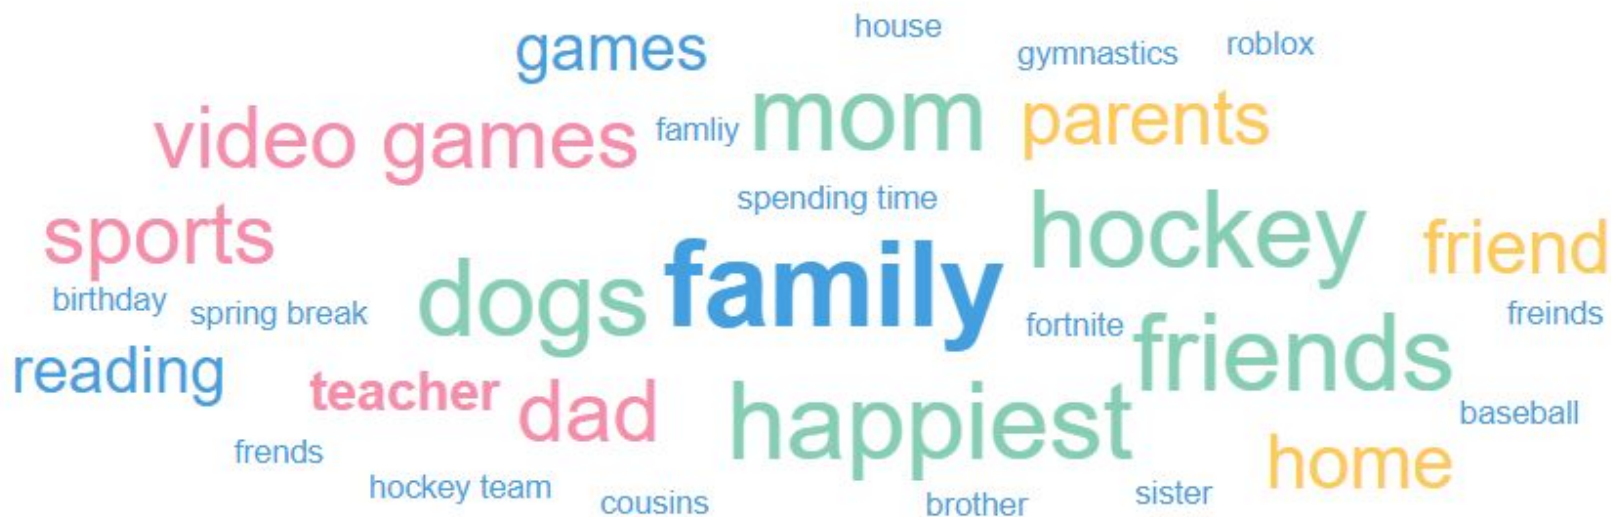 house
games
gymnastics
roblox
video games
famliy
mom
parents
spending time
sports
hockey
friend
dogs
family
birthday
spring break
fortnite
freinds
friends
reading
teacher
dad
happiest
baseball
frends
home
hockey team
cousins
brother
sister